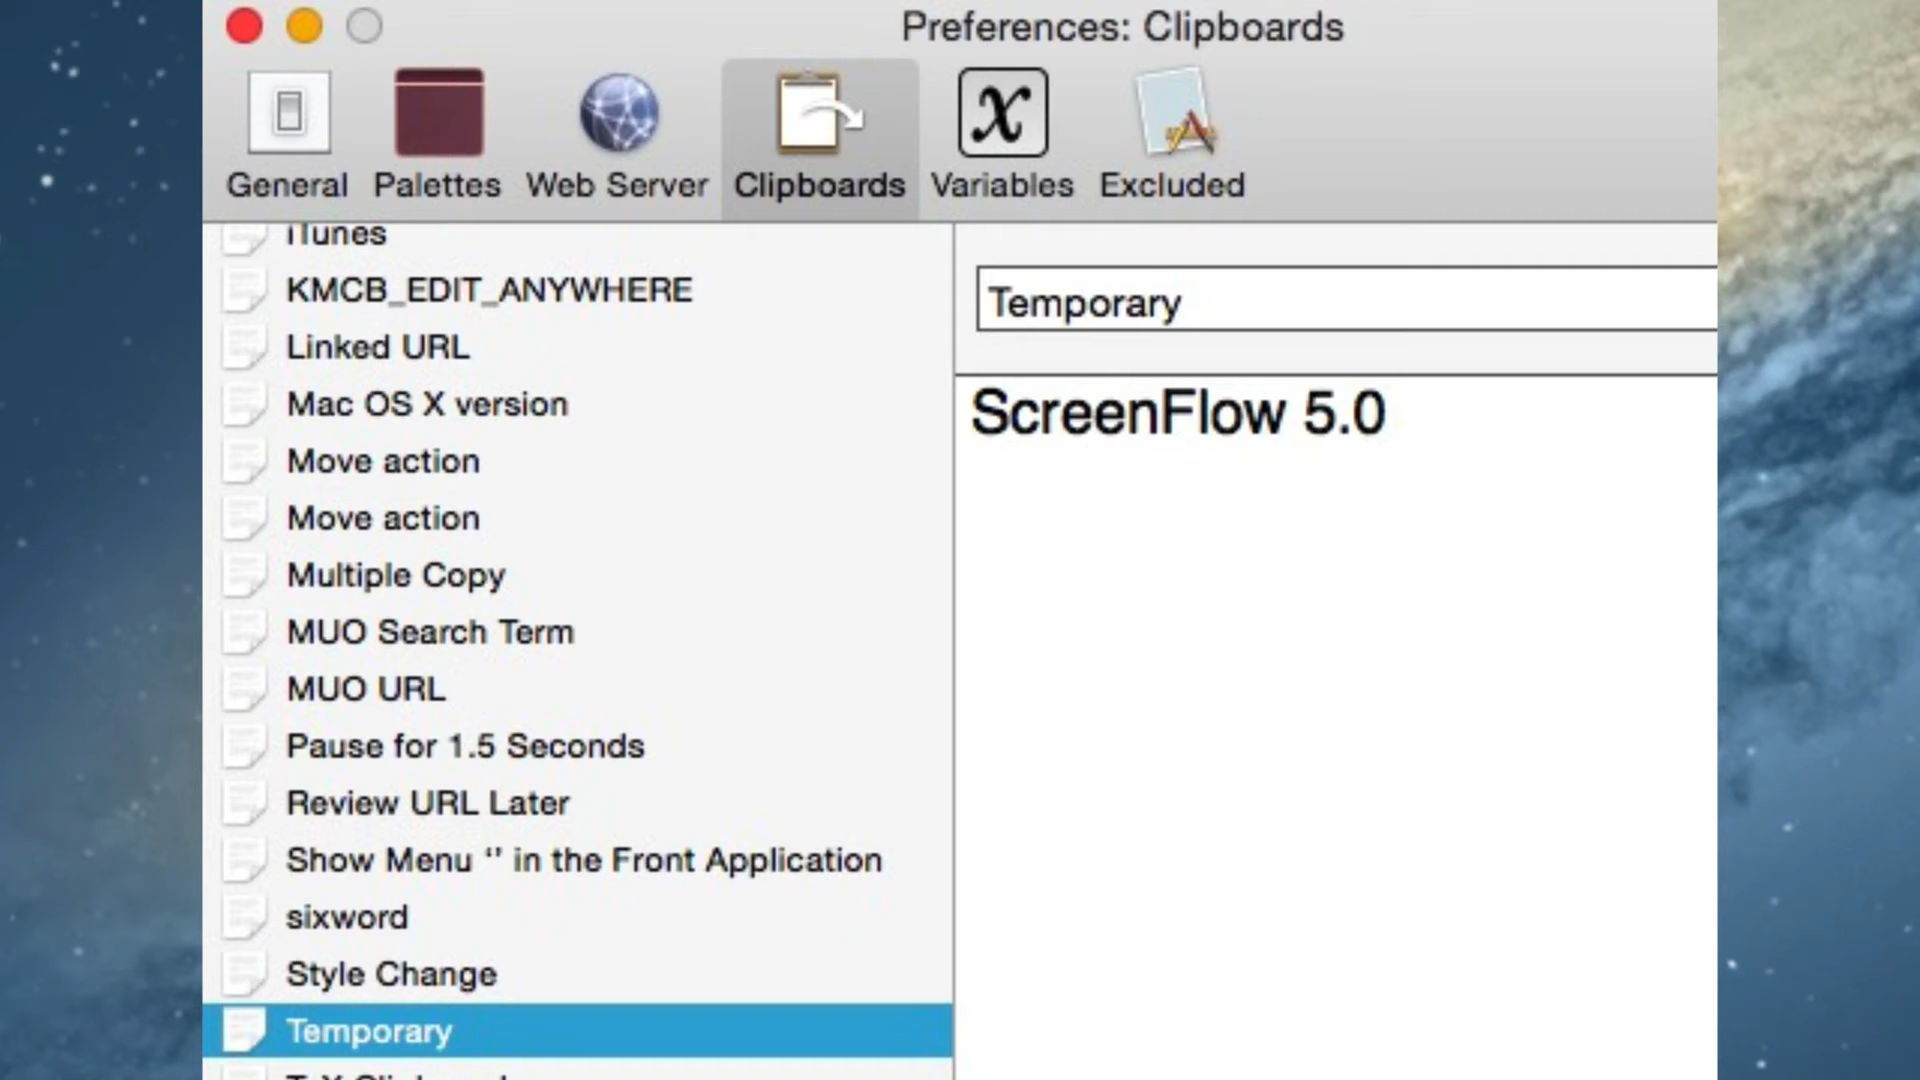 Preferences: Clipboards
General Palettes Web Server Clipboards Variables Excluded
iTunes
KMCB_EDIT_ANYWHERE
Linked URL
Mac OS X version
Move action
Move action
Multiple Copy
MUO Search Term
MUO URL
Pause for 1.5 Seconds
Review URL Later
Show Menu ‘’ in the Front Application
sixword
Style Change
Temporary
Temporary
ScreenFlow 5.0